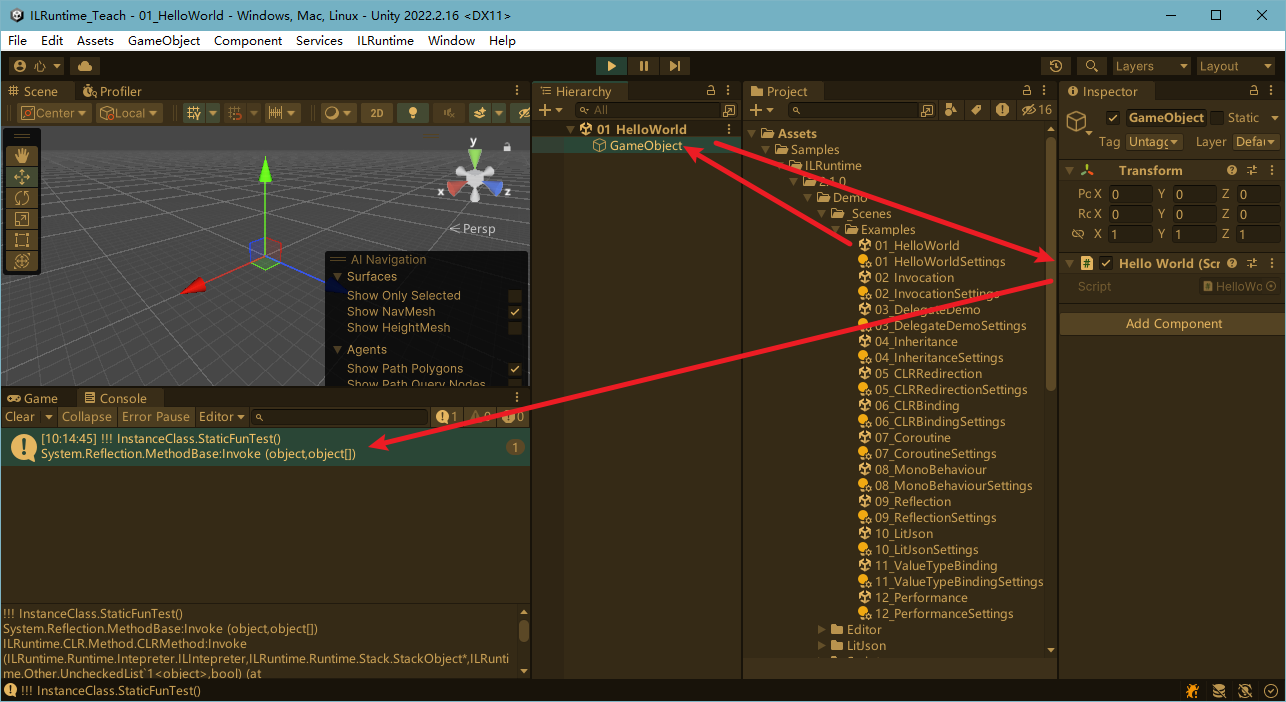 ILRuntime_Teach - 01_HelloWorld - Windows, Mac, Linux - Unity 2022.2.16 <DX11>
File Edit Assets GameObject Component Services ILRuntime Window Help
Layers Layout
Scene Profiler
Center Local 2D
y
x z
Persp
AI Navigation
Surfaces
Show Only Selected
Show NavMesh
Show HeightMesh
Agents
Show Path Polygons
Show Path Query Nodes
Game Console
Clear Collapse Error Pause Editor 1 0 0
[10:14:45] !!! InstanceClass.StaticFunTest()
System.Reflection.MethodBase:Invoke (object,object[])
1
!!! InstanceClass.StaticFunTest()
System.Reflection.MethodBase:Invoke (object,object[])
ILRuntime.CLR.Method.CLRMethod:Invoke
(ILRuntime.Runtime.Intepreter.ILIntepreter,ILRuntime.Runtime.Stack.StackObject*,ILRunti
me.Other.UncheckedList`1<object>,bool) (at
!!! InstanceClass.StaticFunTest()
Hierarchy
All
01_HelloWorld
GameObject
Project
16
Assets
Samples
ILRuntime
2.1.0
Demo
_Scenes
Examples
01_HelloWorld
01_HelloWorldSettings
02_Invocation
02_InvocationSettings
03_DelegateDemo
03_DelegateDemoSettings
04_Inheritance
04_InheritanceSettings
05_CLRRedirection
05_CLRRedirectionSettings
06_CLRBinding
06_CLRBindingSettings
07_Coroutine
07_CoroutineSettings
08_MonoBehaviour
08_MonoBehaviourSettings
09_Reflection
09_ReflectionSettings
10_LitJson
10_LitJsonSettings
11_ValueTypeBinding
11_ValueTypeBindingSettings
12_Performance
12_PerformanceSettings
Editor
LitJson
Inspector
GameObject Static
Tag Untagg Layer Defau
Transform
Pc X 0 Y 0 Z 0
Rc X 0 Y 0 Z 0
X 1 Y 1 Z 1
# Hello World (Scr
Script HelloWo
Add Component